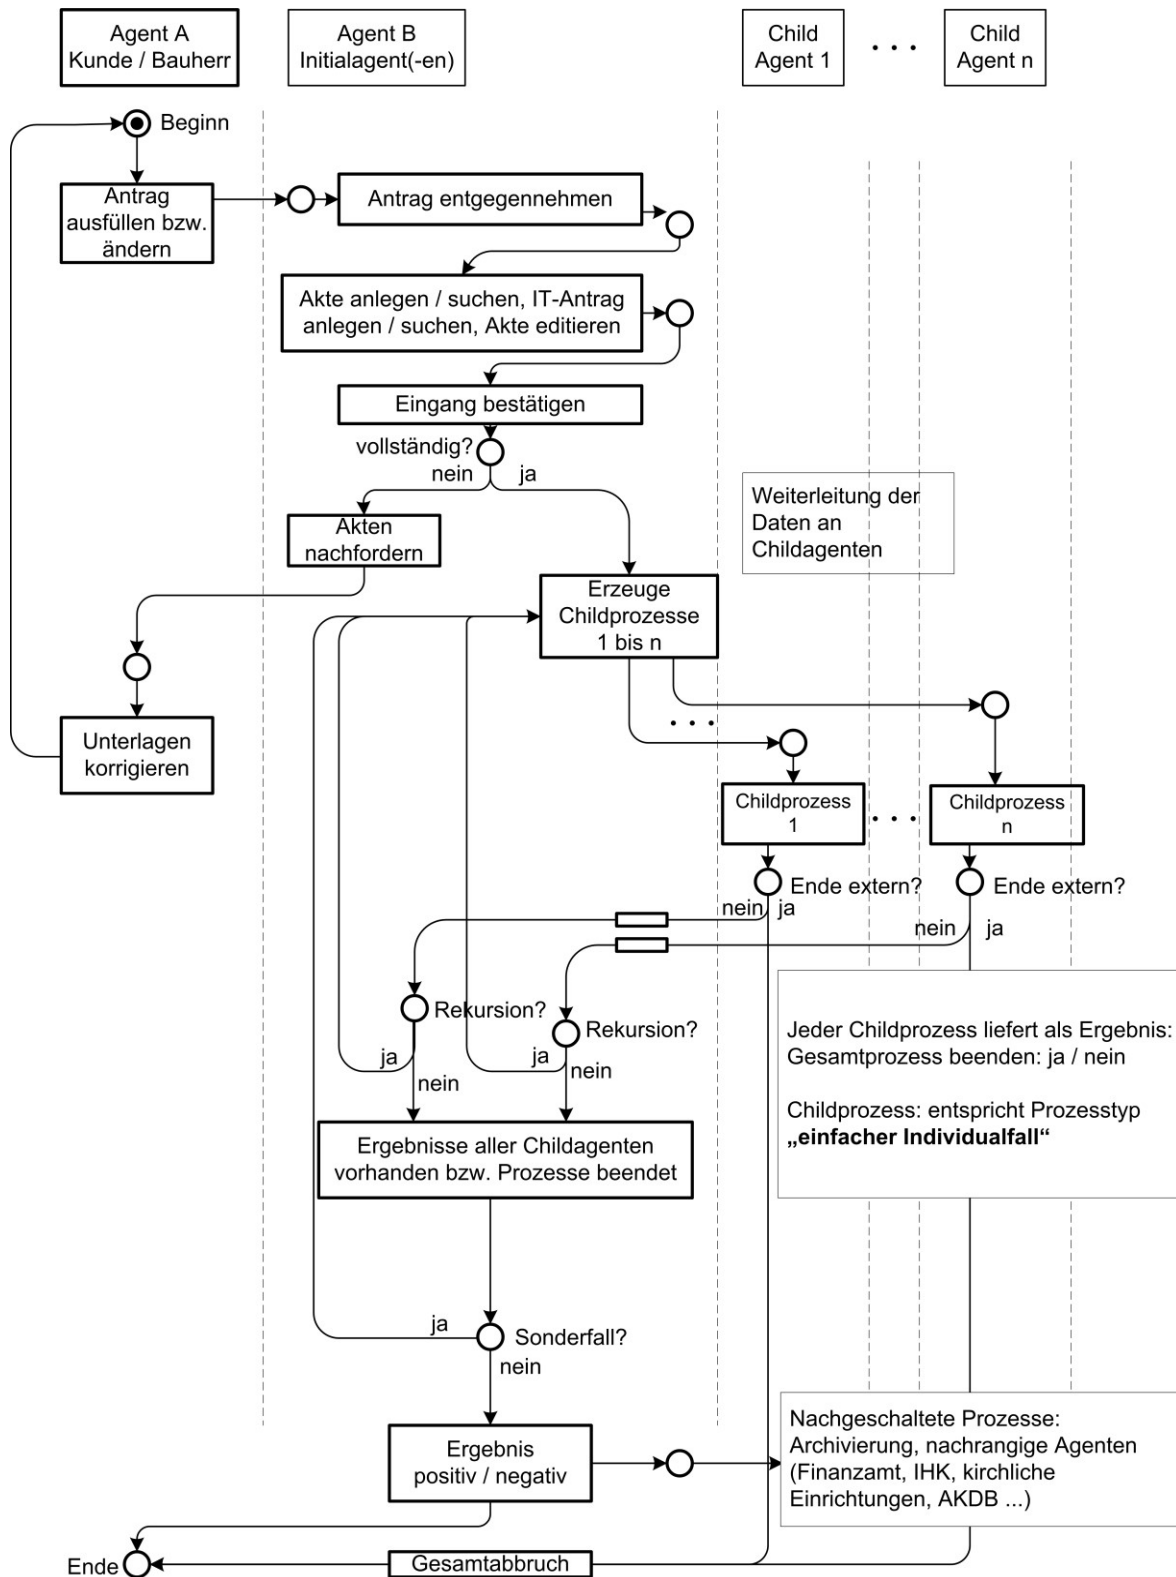 Agent A
Kunde / Bauherr
Agent B
Initialagent(-en)
Child
Agent 1
. . .
Child
Agent n
Beginn
Antrag
ausfüllen bzw.
ändern
Antrag entgegennehmen
Akte anlegen / suchen, IT-Antrag
anlegen / suchen, Akte editieren
Eingang bestätigen
vollständig?
nein
ja
Akten
nachfordern
Weiterleitung der
Daten an
Childagenten
Erzeuge
Childprozesse
1 bis n
. . .
Unterlagen
korrigieren
Childprozess
1
. . .
Childprozess
n
Ende extern?
nein
ja
Ende extern?
nein
ja
Rekursion?
ja
nein
Rekursion?
ja
nein
Jeder Childprozess liefert als Ergebnis:
Gesamtprozess beenden: ja / nein
Childprozess: entspricht Prozesstyp
„einfacher Individualfall“
Ergebnisse aller Childagenten
vorhanden bzw. Prozesse beendet
ja
Sonderfall?
nein
Ergebnis
positiv / negativ
Nachgeschaltete Prozesse:
Archivierung, nachrangige Agenten
(Finanzamt, IHK, kirchliche
Einrichtungen, AKDB ...)
Ende
Gesamtabbruch